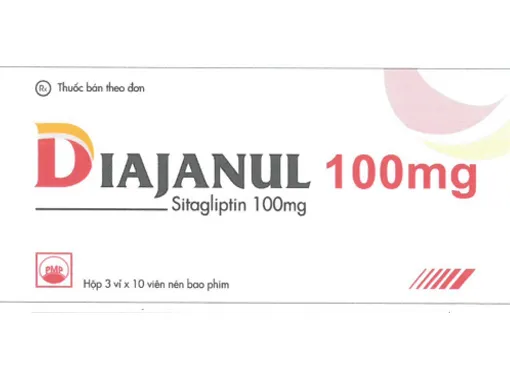 Rx Thuốc bán theo đơn
DIAJANUL 100mg
Sitagliptin 100mg
PMP
Hộp 3 vỉ x 10 viên nén bao phim